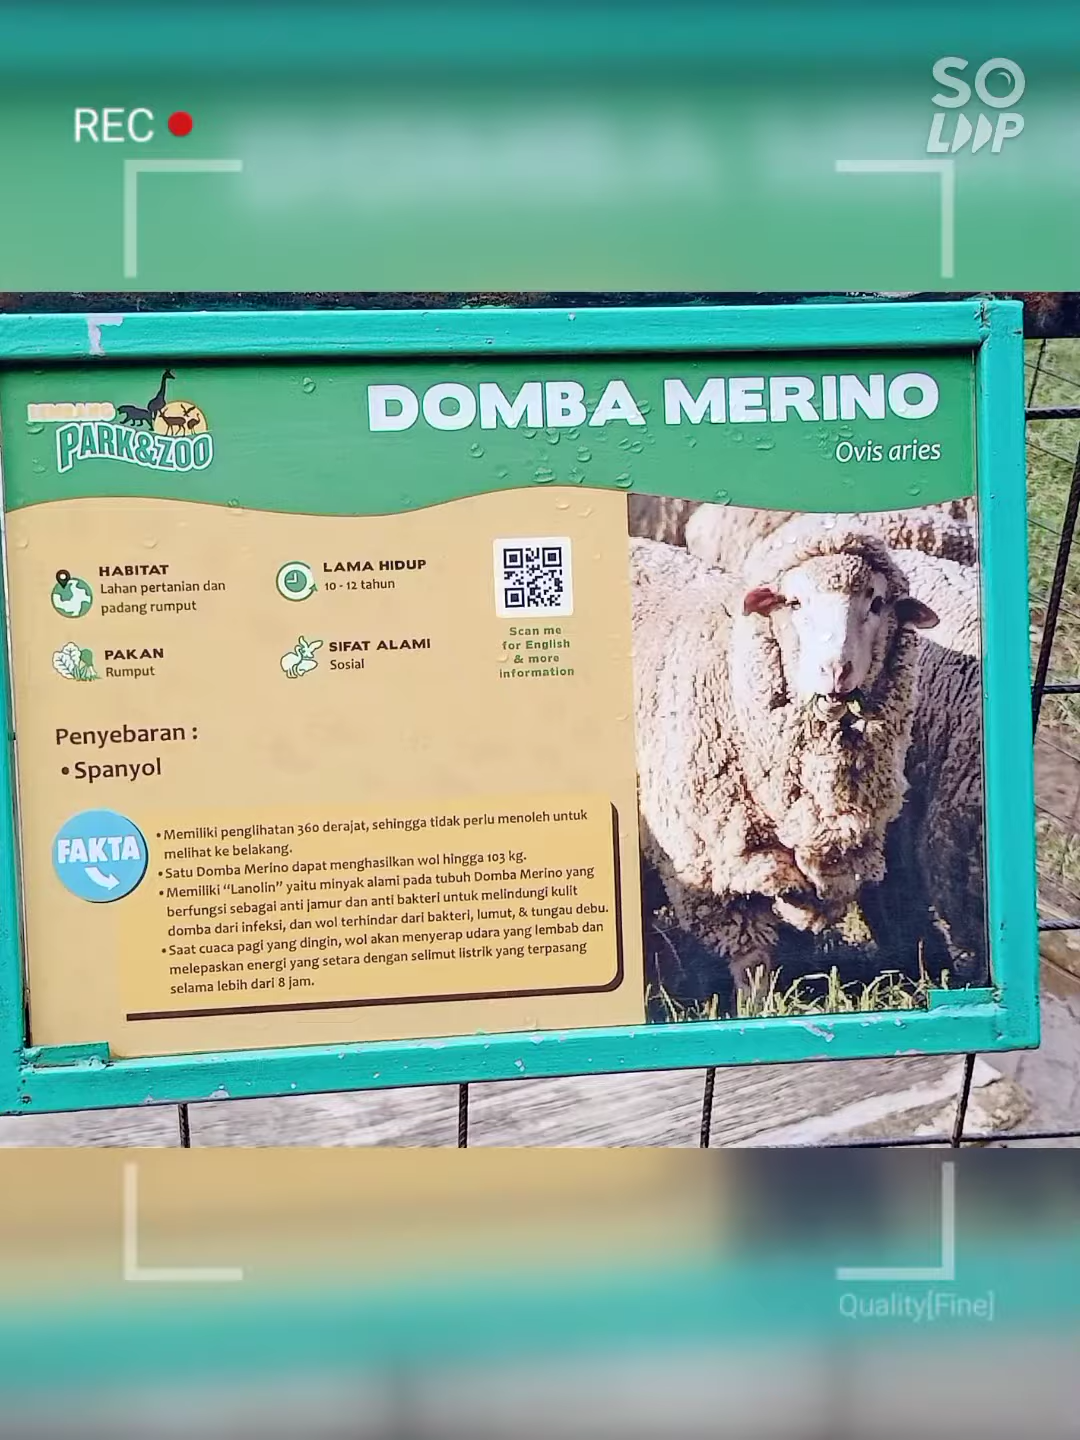 REC
SO
LOOP
LEMBANG
PARK&ZOO
DOMBA MERINO
Ovis aries
HABITAT
Lahan pertanian dan
padang rumput
LAMA HIDUP
10 - 12 tahun
PAKAN
Rumput
SIFAT ALAMI
Sosial
Scan me
for English
& more
information
Penyebaran :
• Spanyol
FAKTA
• Memiliki penglihatan 360 derajat, sehingga tidak perlu menoleh untuk
melihat ke belakang.
• Satu Domba Merino dapat menghasilkan wol hingga 103 kg.
• Memiliki “Lanolin” yaitu minyak alami pada tubuh Domba Merino yang
berfungsi sebagai anti jamur dan anti bakteri untuk melindungi kulit
domba dari infeksi, dan wol terhindar dari bakteri, lumut, & tungau debu.
• Saat cuaca pagi yang dingin, wol akan menyerap udara yang lembab dan
melepaskan energi yang setara dengan selimut listrik yang terpasang
selama lebih dari 8 jam.
Quality[Fine]